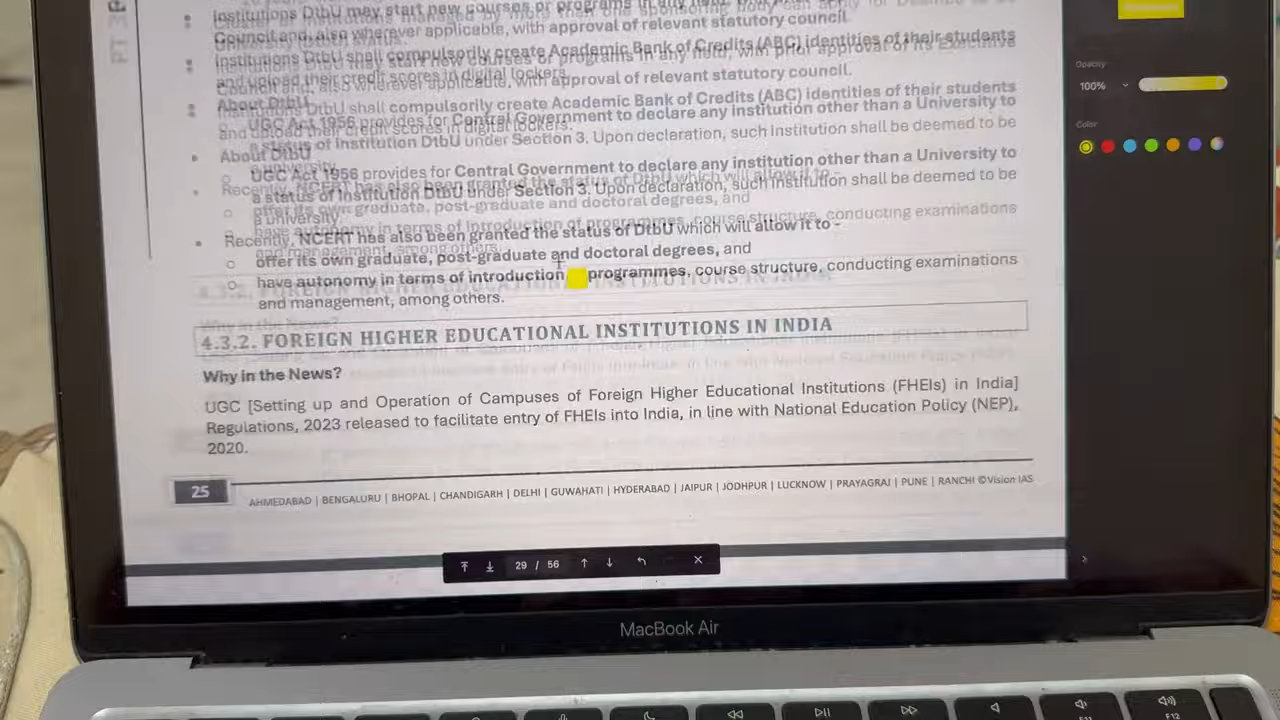 Institutions DtbU may start new courses or programs in any field, with prior approval of its Executive
Council and, also wherever applicable, with approval of relevant statutory council.
Institutions DtbU shall compulsorily create Academic Bank of Credits (ABC) identities of their students
and upload their credit scores in digital lockers.
• About DtbU
UGC Act 1956 provides for Central Government to declare any institution other than a University to
a status of Institution DtbU under Section 3. Upon declaration, such Institution shall be deemed to be
a university.
• Recently, NCERT has also been granted the status of DtbU which will allow it to -
o offer its own graduate, post-graduate and doctoral degrees, and
o have autonomy in terms of introduction programmes, course structure, conducting examinations
and management, among others.
4.3.2. FOREIGN HIGHER EDUCATIONAL INSTITUTIONS IN INDIA
Why in the News?
UGC [Setting up and Operation of Campuses of Foreign Higher Educational Institutions (FHEIs) in India]
Regulations, 2023 released to facilitate entry of FHEIs into India, in line with National Education Policy (NEP),
2020.
25
AHMEDABAD | BENGALURU | BHOPAL | CHANDIGARH | DELHI | GUWAHATI | HYDERABAD | JAIPUR | JODHPUR | LUCKNOW | PRAYAGRAJ | PUNE | RANCHI ©Vision IAS
29 / 56
Opacity
100%
Color
MacBook Air
F12